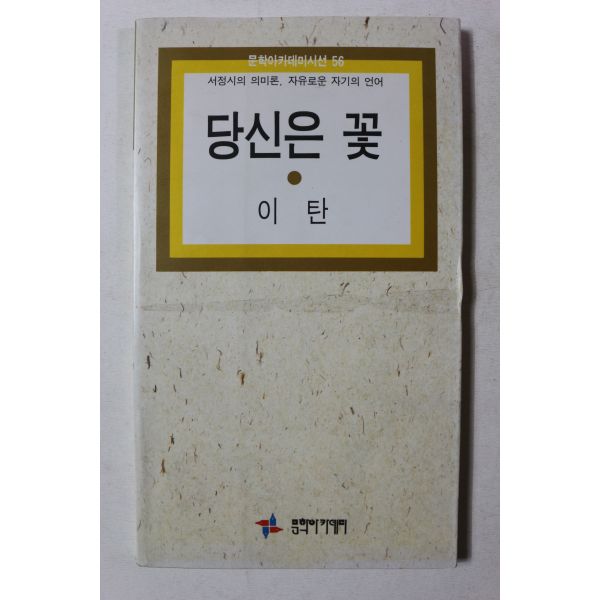 문학아카데미시선 56
서정시의 의미론, 자유로운 자기의 언어
당신은 꽃
이 탄
문학아카데미